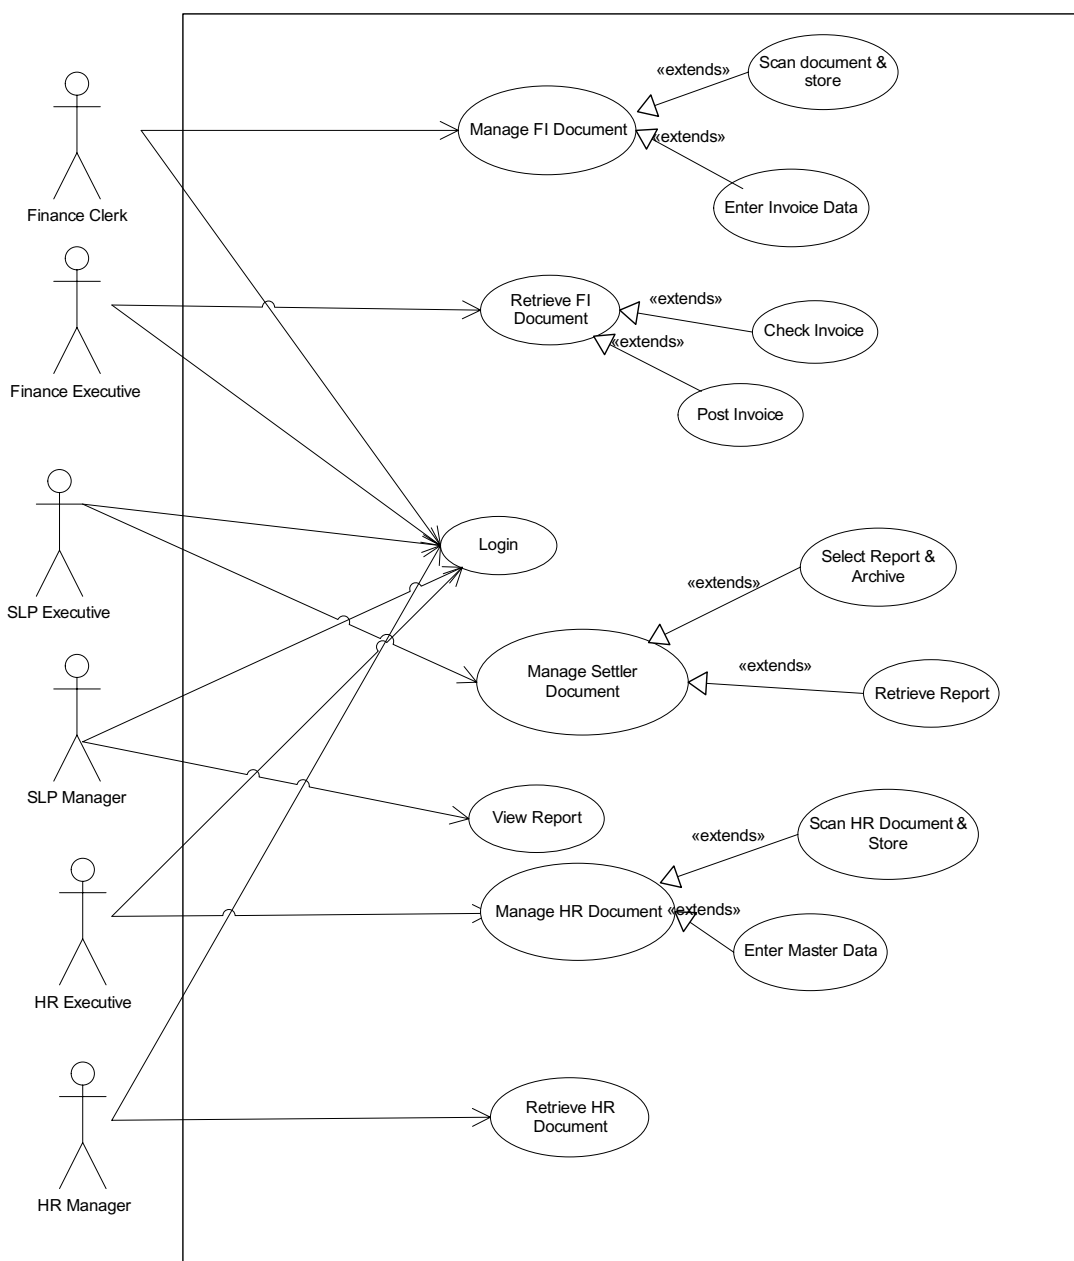 «extends»
Scan document &
store
Manage FI Document
«extends»
Enter Invoice Data
Finance Clerk
Retrieve FI
Document
«extends»
Check Invoice
«extends»
Finance Executive
Post Invoice
Login
Select Report &
Archive
«extends»
SLP Executive
Manage Settler
Document
«extends»
Retrieve Report
SLP Manager
View Report
Scan HR Document &
Store
«extends»
Manage HR Document
«extends»
Enter Master Data
HR Executive
Retrieve HR
Document
HR Manager